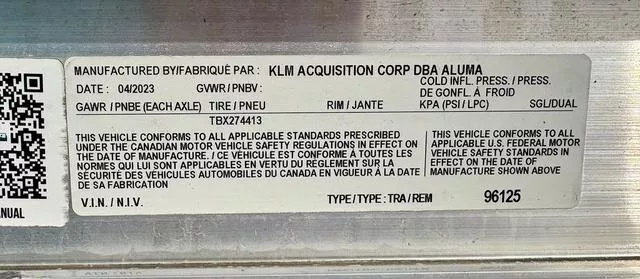 MANUFACTURED BY/FABRIQUÉ PAR : KLM ACQUISITION CORP DBA ALUMA
DATE : 04/2023 GVWR / PNBV : COLD INFL. PRESS./ PRESS.
DE GONFL. À FROID
GAWR / PNBE (EACH AXLE) TIRE / PNEU RIM / JANTE KPA (PSI / LPC) SGL/DUAL
TBX274413
THIS VEHICLE CONFORMS TO ALL APPLICABLE STANDARDS PRESCRIBED
UNDER THE CANADIAN MOTOR VEHICLE SAFETY REGULATIONS IN EFFECT ON
THE DATE OF MANUFACTURE. / CE VÉHICULE EST CONFORME À TOUTES LES
NORMES QUI LUI SONT APPLICABLES EN VERTU DU RÈGLEMENT SUR LA
SÉCURITÉ DES VÉHICULES AUTOMOBILES DU CANADA EN VIGUEUR À LA DATE
DE SA FABRICATION
THIS VEHICLE CONFORMS TO ALL
APPLICABLE U.S. FEDERAL MOTOR
VEHICLE SAFETY STANDARDS IN
EFFECT ON THE DATE OF
MANUFACTURE SHOWN ABOVE
V.I.N. / N.I.V. TYPE / TYPE : TRA / REM 96125
ANUAL